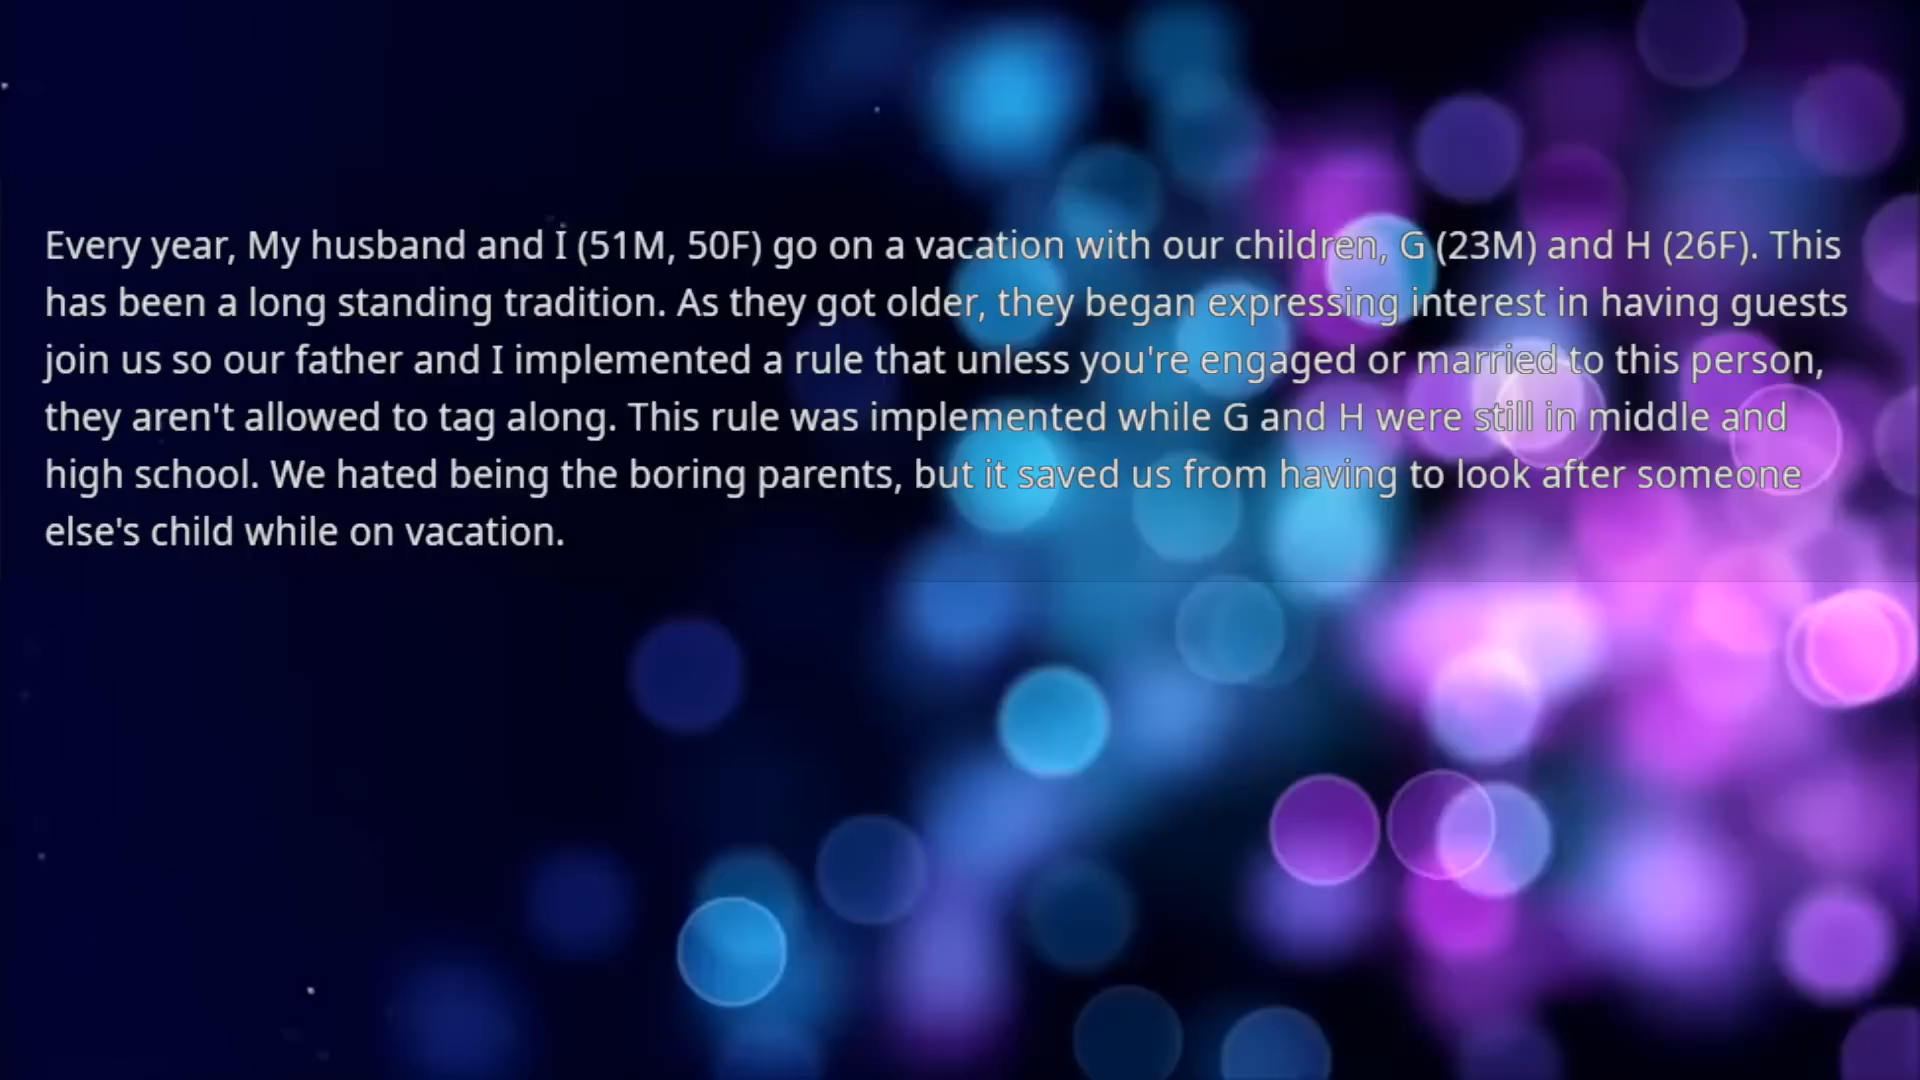 Every year, My husband and I (51M, 50F) go on a vacation with our children, G (23M) and H (26F). This
has been a long standing tradition. As they got older, they began expressing interest in having guests
join us so our father and I implemented a rule that unless you're engaged or married to this person,
they aren't allowed to tag along. This rule was implemented while G and H were still in middle and
high school. We hated being the boring parents, but it saved us from having to look after someone
else's child while on vacation.